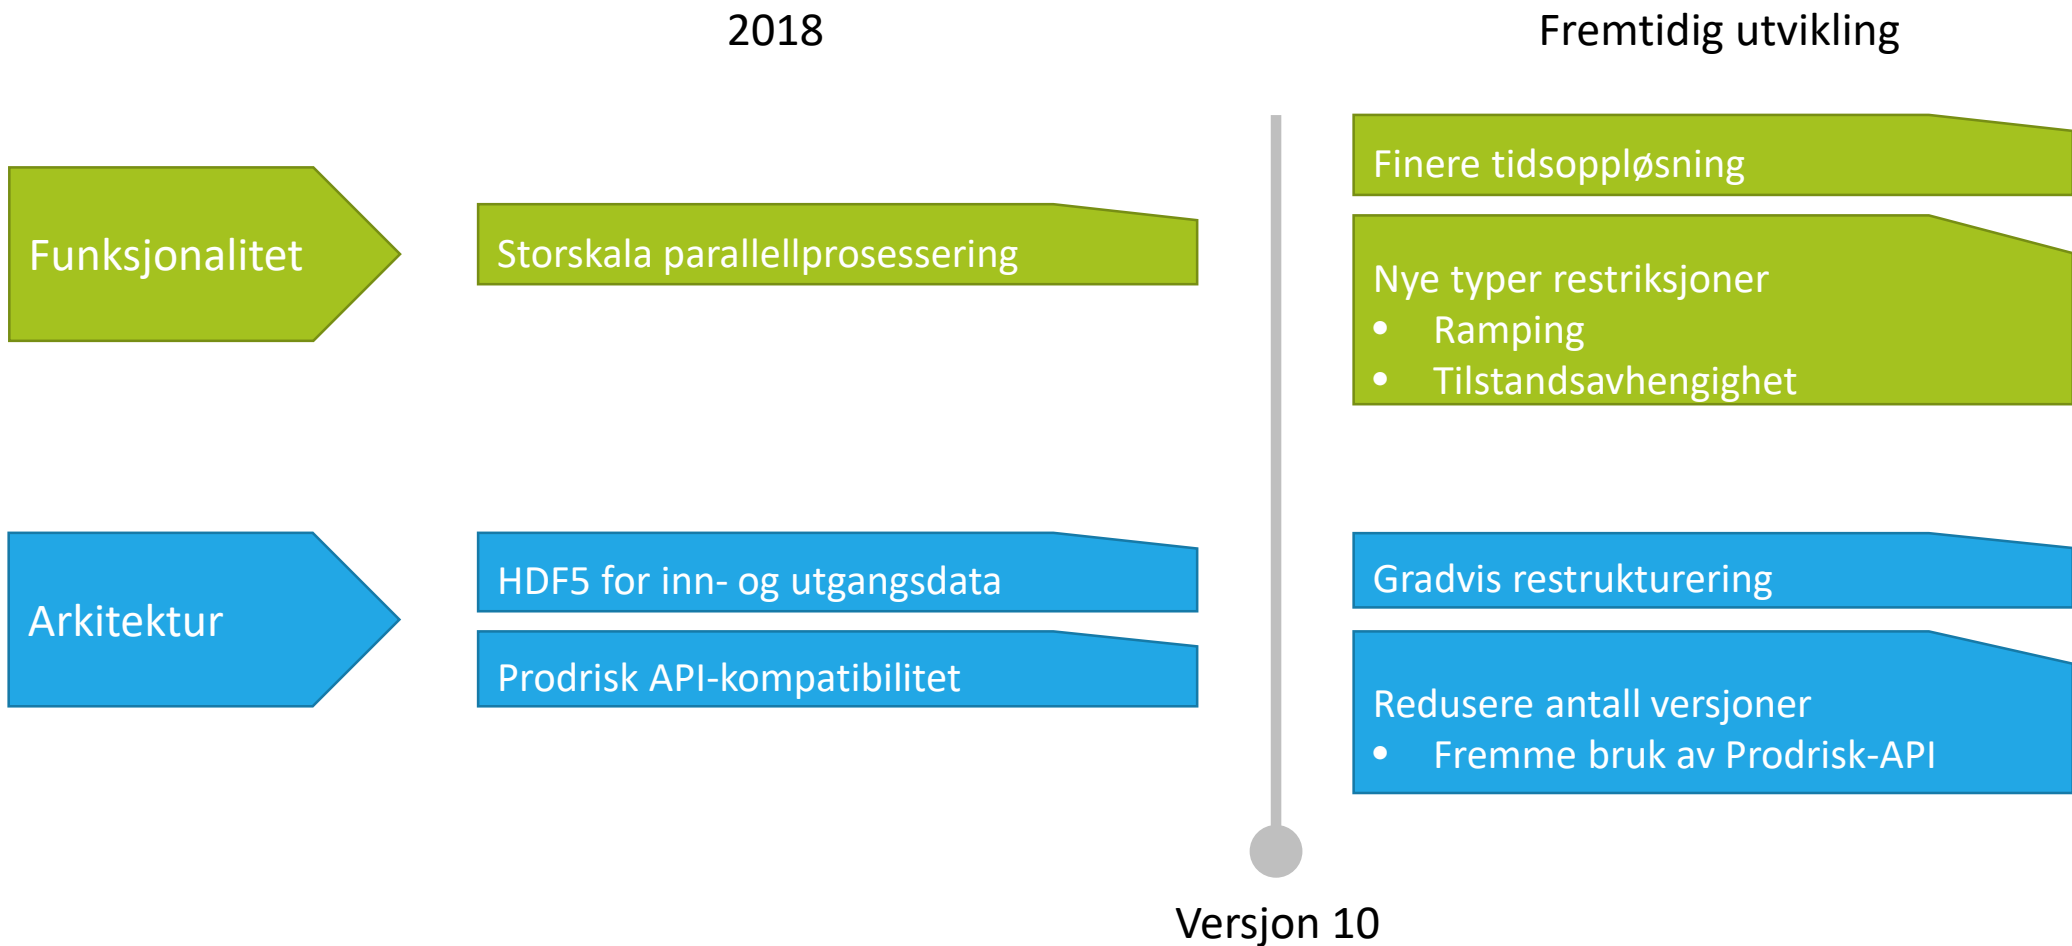 2018
Fremtidig utvikling
Funksjonalitet
Storskala parallellprosessering
Finere tidsoppløsning
Nye typer restriksjoner
• Ramping
• Tilstandsavhengighet
Arkitektur
HDF5 for inn- og utgangsdata
Prodrisk API-kompatibilitet
Gradvis restrukturering
Redusere antall versjoner
• Fremme bruk av Prodrisk-API
Versjon 10